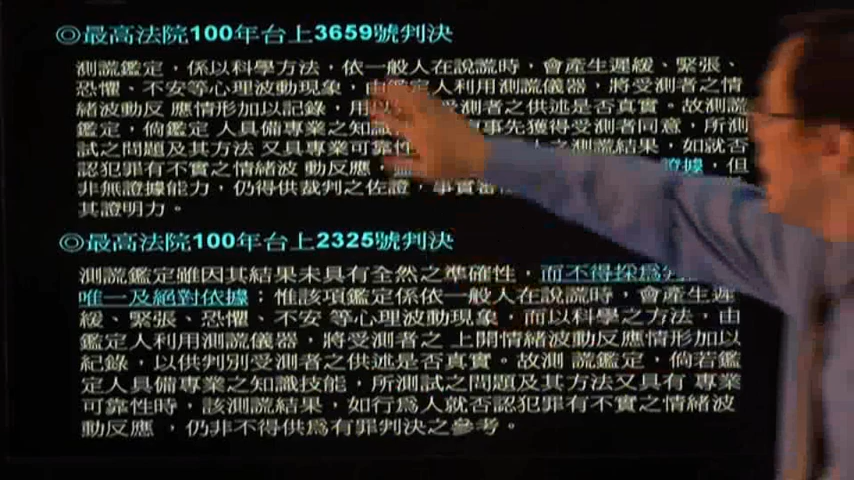 ◎最高法院100年台上3659號判決
測謊鑑定，係以科學方法，依一般人在說謊時，會產生遲緩、緊張、
恐懼、不安等心理波動現象，由鑑定人利用測謊儀器，將受測者之情
緒波動反 應情形加以記錄，用以 受測者之供述是否真實。故測謊
鑑定，倘鑑定 人具備專業之知識 事先獲得受測者同意，所測
試之問題及其方法 又具專業可靠性 人之測謊結果，如就否
認犯罪有不實之情緒波 動反應， 證據，但
非無證據能力，仍得供裁判之佐證，事實審
其證明力。
◎最高法院100年台上2325號判決
測謊鑑定雖因其結果未具有全然之準確性，而不得採為
唯一及絕對依據；惟該項鑑定係依一般人在說謊時，會產生遲
緩、緊張、恐懼、不安 等心理波動現象，而以科學之方法，由
鑑定人利用測謊儀器，將受測者之 上開情緒波動反應情形加以
紀錄，以供判別受測者之供述是否真實。故測 謊鑑定，倘若鑑
定人具備專業之知識技能，所測試之問題及其方法又具有 專業
可靠性時，該測謊結果，如行為人就否認犯罪有不實之情緒波
動反應 ，仍非不得供為有罪判決之參考。